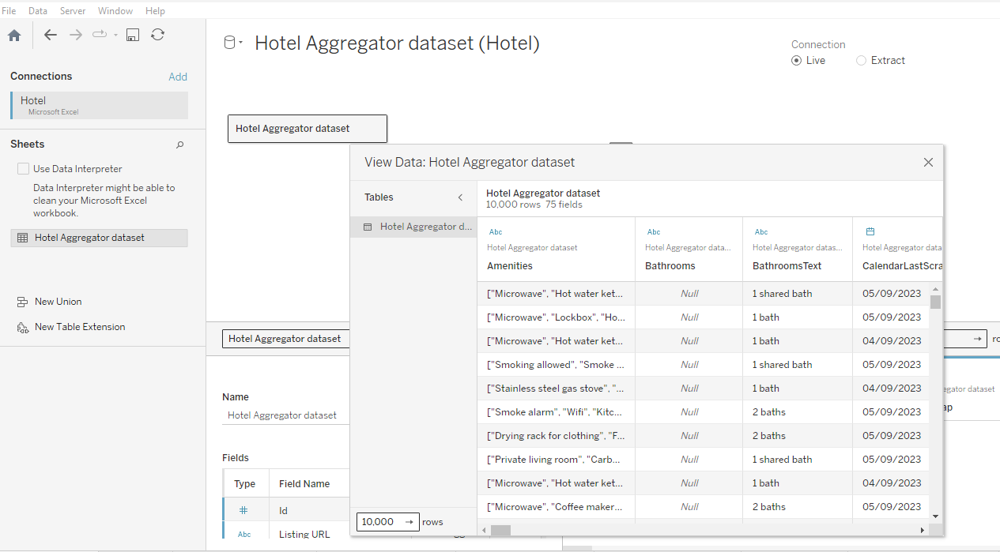 File Data Server Window Help
Hotel Aggregator dataset (Hotel)
Connection
Live Extract
Connections Add
Hotel
Microsoft Excel
Sheets
Use Data Interpreter
Data Interpreter might be able to
clean your Microsoft Excel
workbook.
Hotel Aggregator dataset
New Union
New Table Extension
Hotel Aggregator dataset
Hotel Aggregator dataset
Name
Hotel Aggregator dataset
Fields
Type Field Name
Id
Abc Listing URL
View Data: Hotel Aggregator dataset
Tables
Hotel Aggregator d...
10,000 → rows
Hotel Aggregator dataset
10,000 rows 75 fields
Abc Abc Abc
Hotel Aggregator dataset Hotel Aggregator data... Hotel Aggregator datas... Hotel Aggregator data
Amenities Bathrooms BathroomsText CalendarLastScra
["Microwave", "Hot water ket... Null 1 shared bath 05/09/2023
["Microwave", "Lockbox", "Ho... Null 1 bath 05/09/2023
["Microwave", "Hot water ket... Null 1 bath 04/09/2023
["Smoking allowed", "Smoke ... Null 1 shared bath 05/09/2023
["Stainless steel gas stove", "... Null 1 bath 04/09/2023
["Smoke alarm", "Wifi", "Kitc... Null 2 baths 05/09/2023
["Drying rack for clothing", "F... Null 2 baths 05/09/2023
["Private living room", "Carb... Null 1 shared bath 05/09/2023
["Microwave", "Hot water ket... Null 1 bath 04/09/2023
["Microwave", "Coffee maker... Null 2 baths 05/09/2023
→ ro
gator dataset
ap